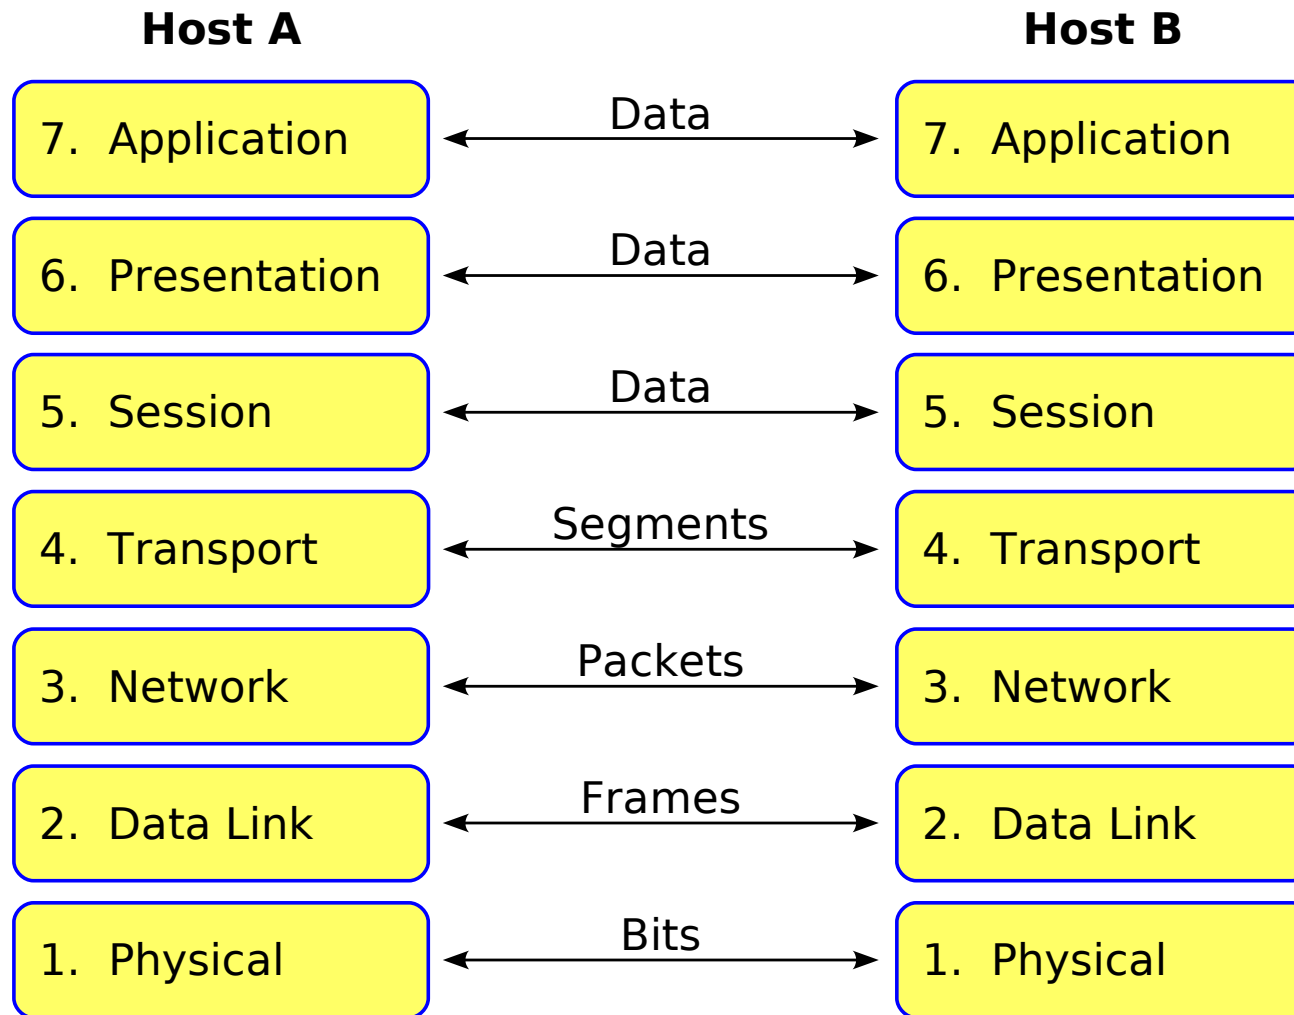 Host A Host B
7. Application Data 7. Application
6. Presentation Data 6. Presentation
5. Session Data 5. Session
4. Transport Segments 4. Transport
3. Network Packets 3. Network
2. Data Link Frames 2. Data Link
1. Physical Bits 1. Physical